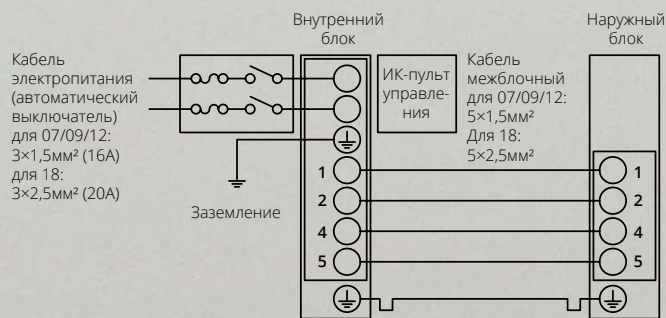 Внутренний
блок
Наружный
блок
Кабель
электропитания
(автоматический
выключатель)
для 07/09/12:
3×1,5мм² (16А)
для 18:
3×2,5мм² (20А)
ИК-пульт
управле-
ния
Кабель
межблочный
для 07/09/12:
5×1,5мм²
Для 18:
5×2,5мм²
Заземление
1
2
4
5
1
2
4
5